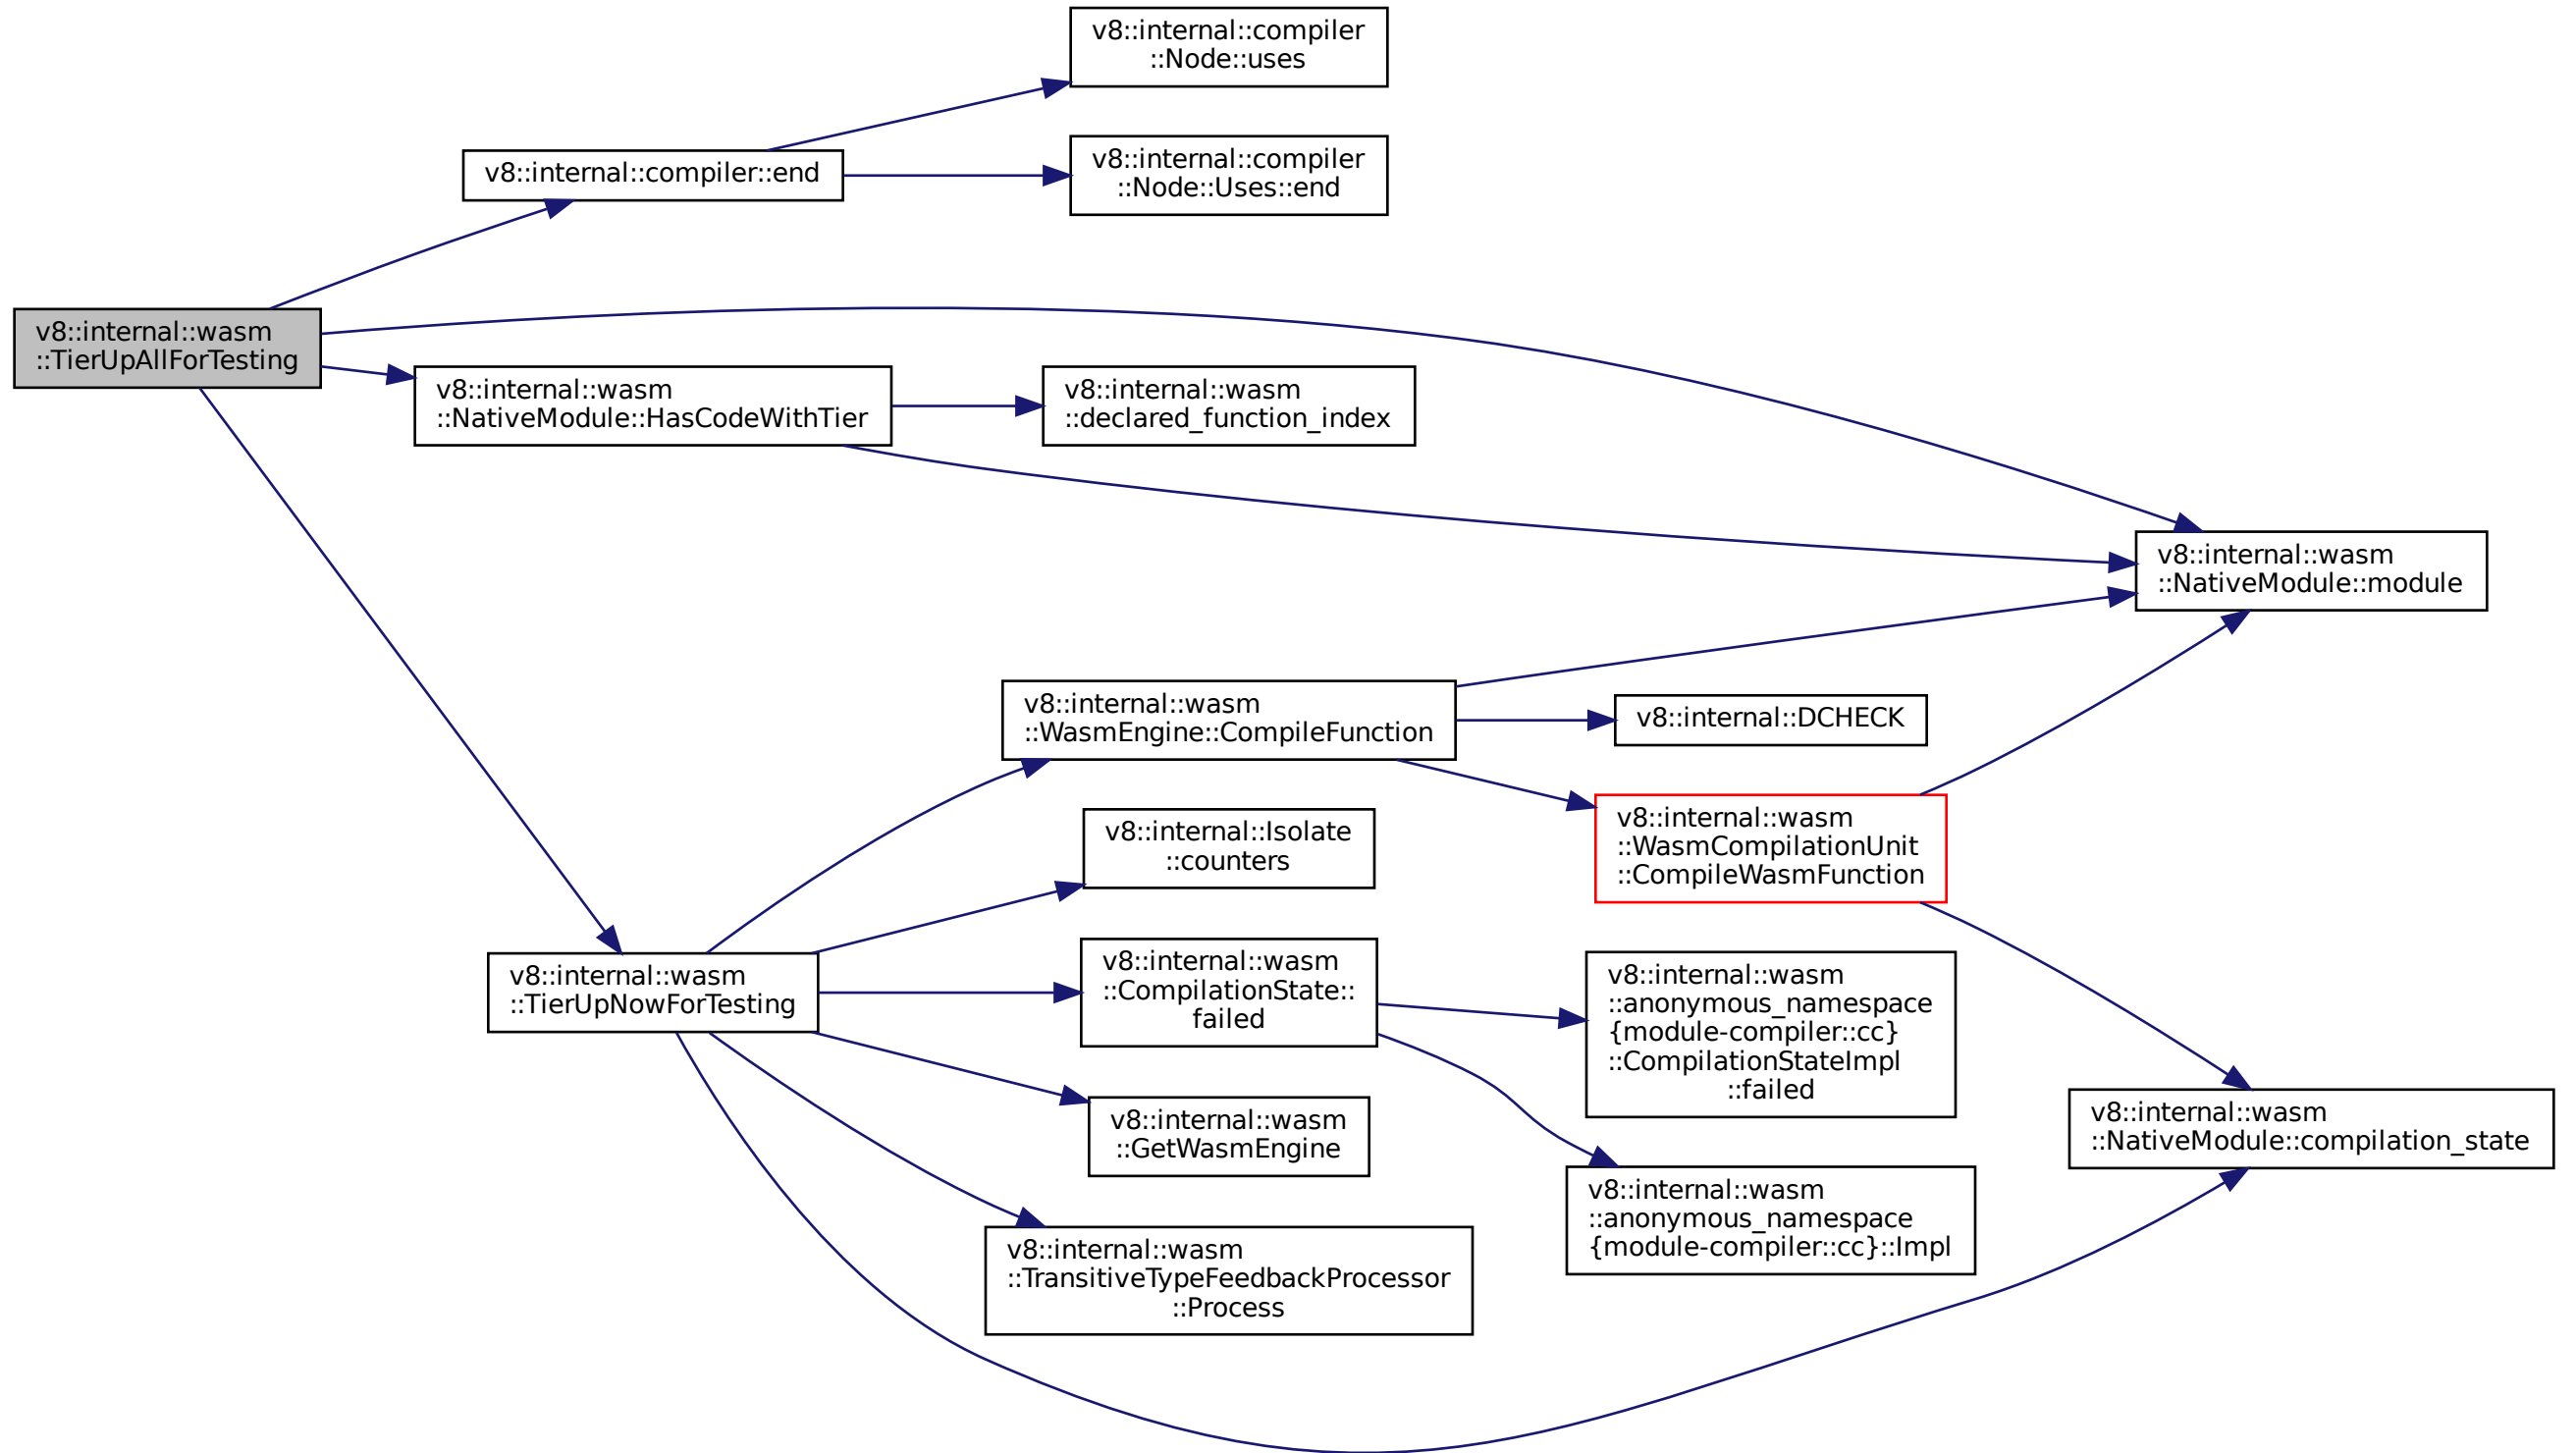 v8::internal::wasm
::TierUpAllForTesting
v8::internal::compiler::end
v8::internal::compiler
::Node::uses
v8::internal::compiler
::Node::Uses::end
v8::internal::wasm
::NativeModule::HasCodeWithTier
v8::internal::wasm
::declared_function_index
v8::internal::wasm
::NativeModule::module
v8::internal::wasm
::TierUpNowForTesting
v8::internal::wasm
::WasmEngine::CompileFunction
v8::internal::DCHECK
v8::internal::wasm
::WasmCompilationUnit
::CompileWasmFunction
v8::internal::Isolate
::counters
v8::internal::wasm
::CompilationState::
failed
v8::internal::wasm
::anonymous_namespace
{module-compiler::cc}
::CompilationStateImpl
::failed
v8::internal::wasm
::anonymous_namespace
{module-compiler::cc}::Impl
v8::internal::wasm
::GetWasmEngine
v8::internal::wasm
::TransitiveTypeFeedbackProcessor
::Process
v8::internal::wasm
::NativeModule::compilation_state